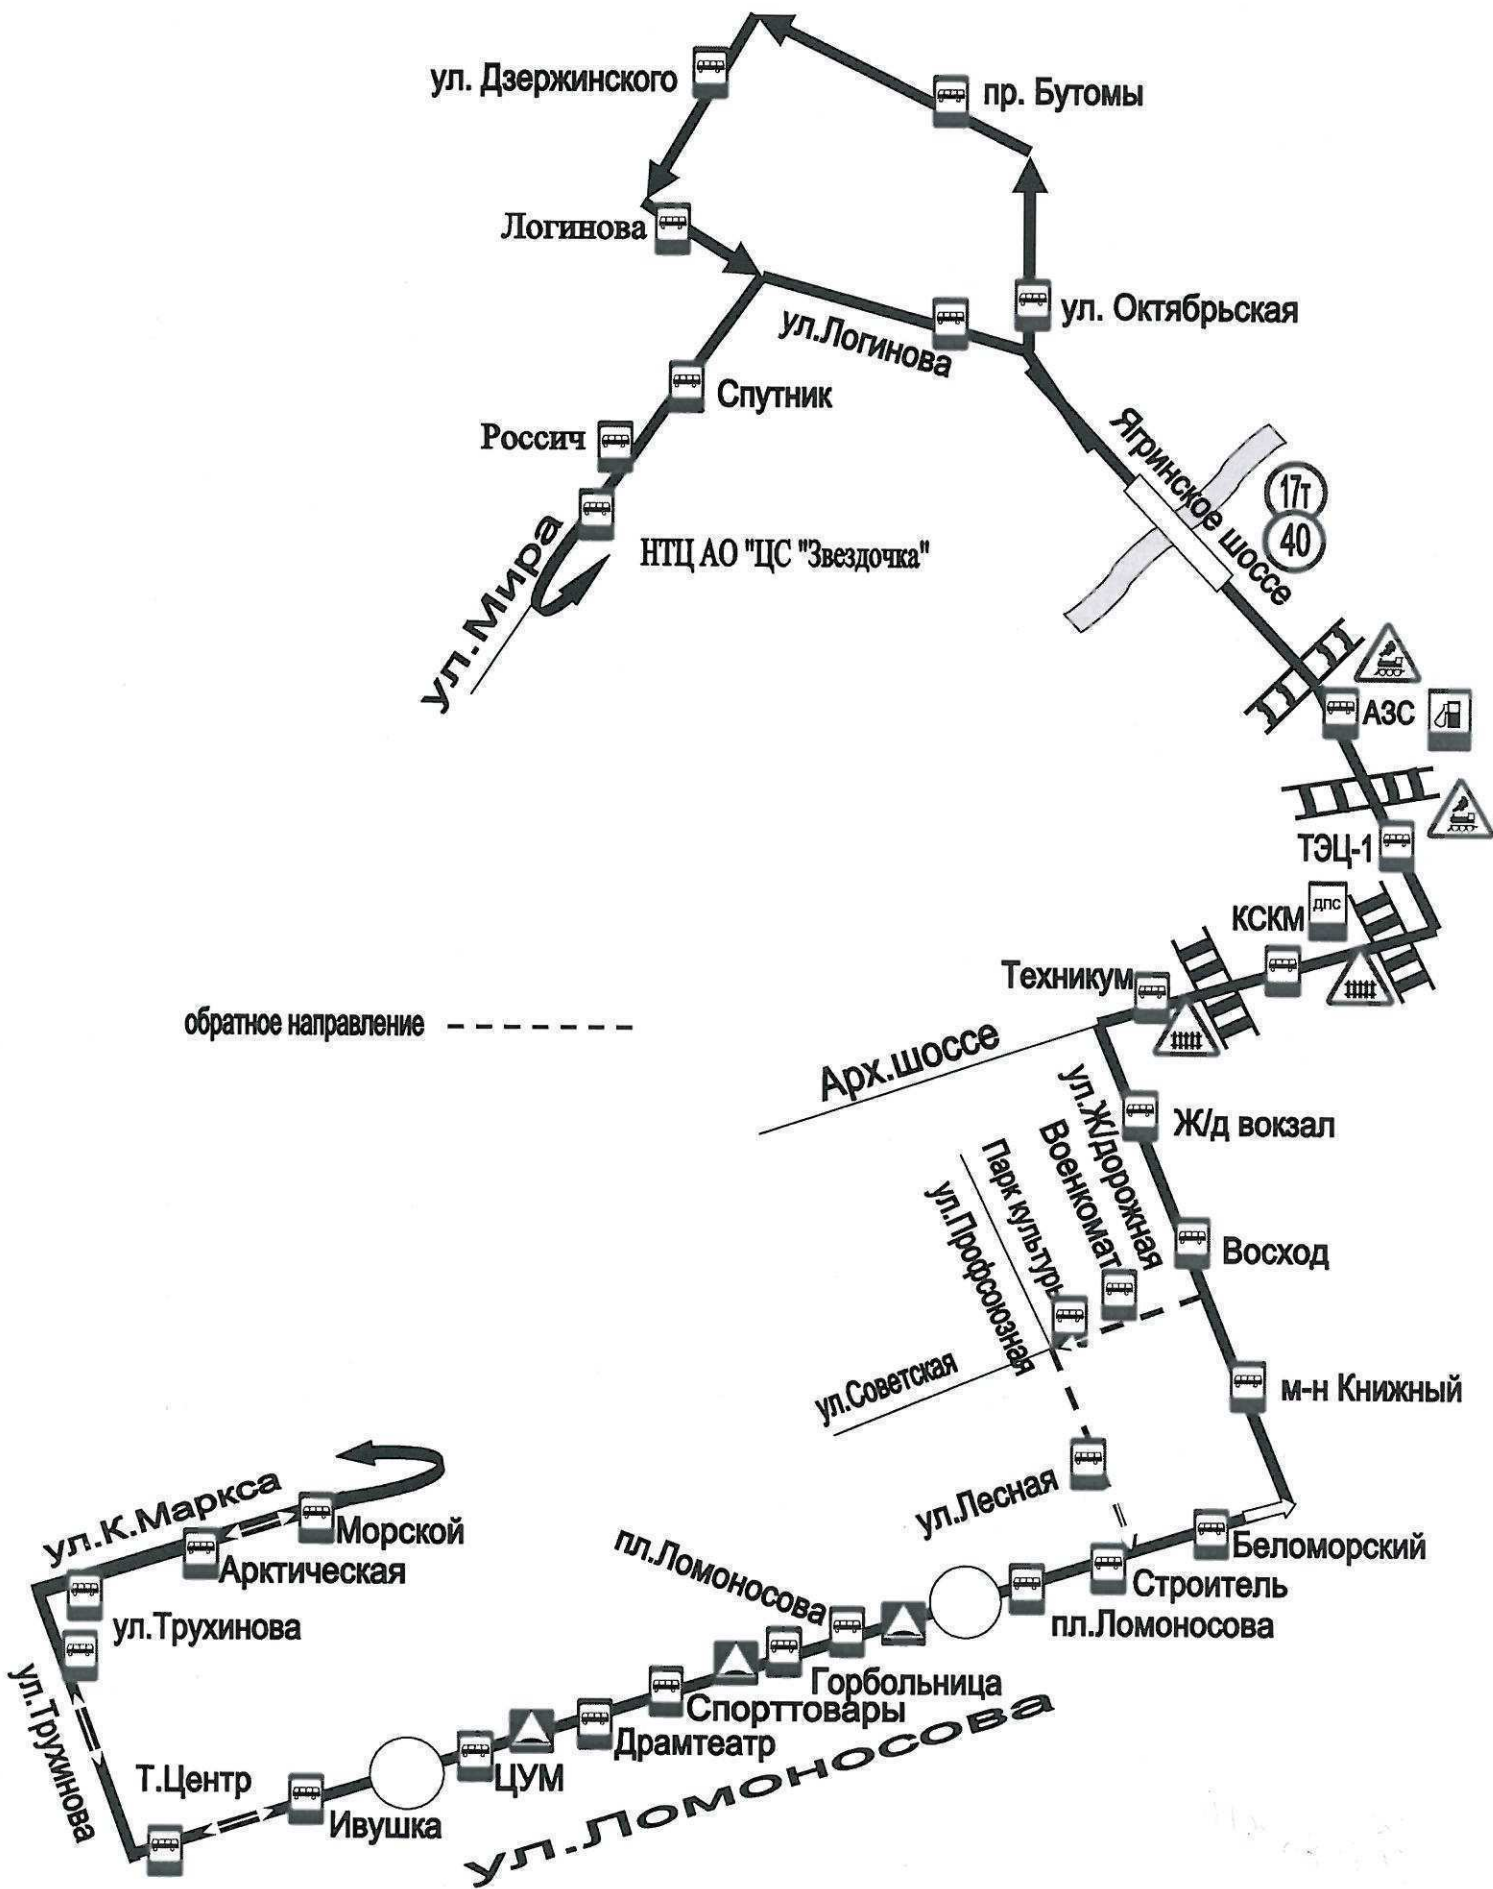 ул. Дзержинского
пр. Бутомы
Логинова
ул. Октябрьская
ул.Логинова
Спутник
Россич
Ягринское шоссе
17т
40
НТЦ АО "ЦС "Звездочка"
ул.Мира
АЗС
ТЭЦ-1
дпс
КСКМ
Техникум
обратное направление
Арх.шоссе
ул.Ж/дорожная
Ж/д вокзал
Военкомат
Парк культуры
ул.Профсоюзная
Восход
ул.Советская
м-н Книжный
ул.Лесная
ул.К.Маркса
Морской
Арктическая
пл.Ломоносова
Беломорский
Строитель
ул.Трухинова
пл.Ломоносова
ул.Трухинова
Горбольница
Спорттовары
Драмтеатр
Т.Центр
ЦУМ
Ивушка
ул.Ломоносова